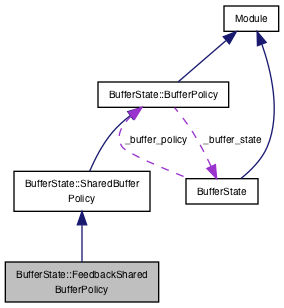 Module
BufferState::BufferPolicy
_buffer_policy
_buffer_state
BufferState::SharedBuffer
Policy
BufferState
BufferState::FeedbackShared
BufferPolicy